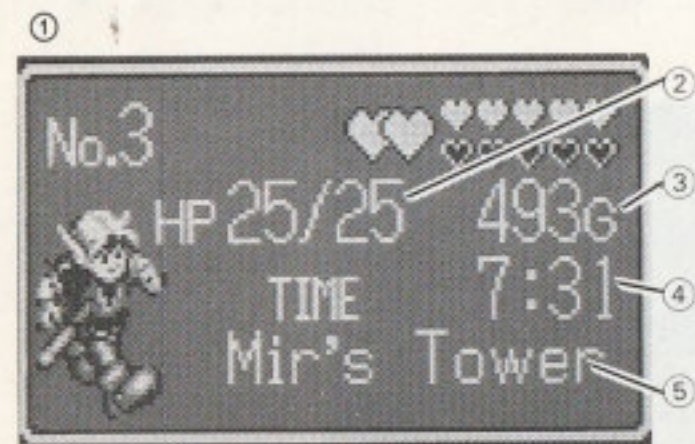 ①
②
No.3
HP 25/25 493G ③
TIME 7:31 ④
Mir's Tower ⑤